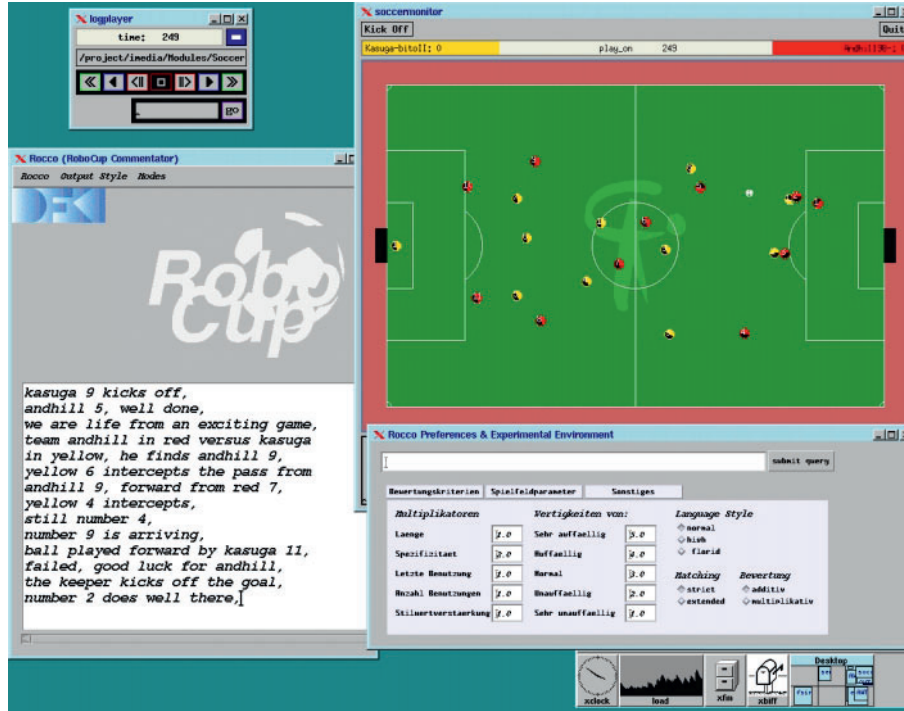 logplayer
time: 249
/project/imedia/Modules/Soccer
go
soccermonitor
Kick Off
Quit
Kasuga-bitoII: 0
play_on 249
Rocco (RoboCup Commentator)
Rocco Output Style Modes
DFKI
Robo
Cup
kasuga 9 kicks off,
andhill 5, well done,
we are life from an exciting game,
team andhill in red versus kasuga
in yellow, he finds andhill 9,
yellow 6 intercepts the pass from
andhill 9, forward from red 7,
yellow 4 intercepts,
still number 4,
number 9 is arriving,
ball played forward by kasuga 11,
failed, good luck for andhill,
the keeper kicks off the goal,
number 2 does well there,
Rocco Preferences & Experimental Environment
submit query
Bewertungskriterien Spielfeldparameter Sonstiges
Multiplikatoren Vertigkeiten von: Language Style
Laenge Sehr auffaellig
normal
Spezifizitaet Auffaellig
florid
Letzte Benutzung Normal
Matching Bewertung
Anzahl Benutzungen Unauffaellig
strict additiv
Stilwertverstaerkung Sehr unauffaellig
extended multiplikativ
xclock
load
xfm
xbiff
Desktop